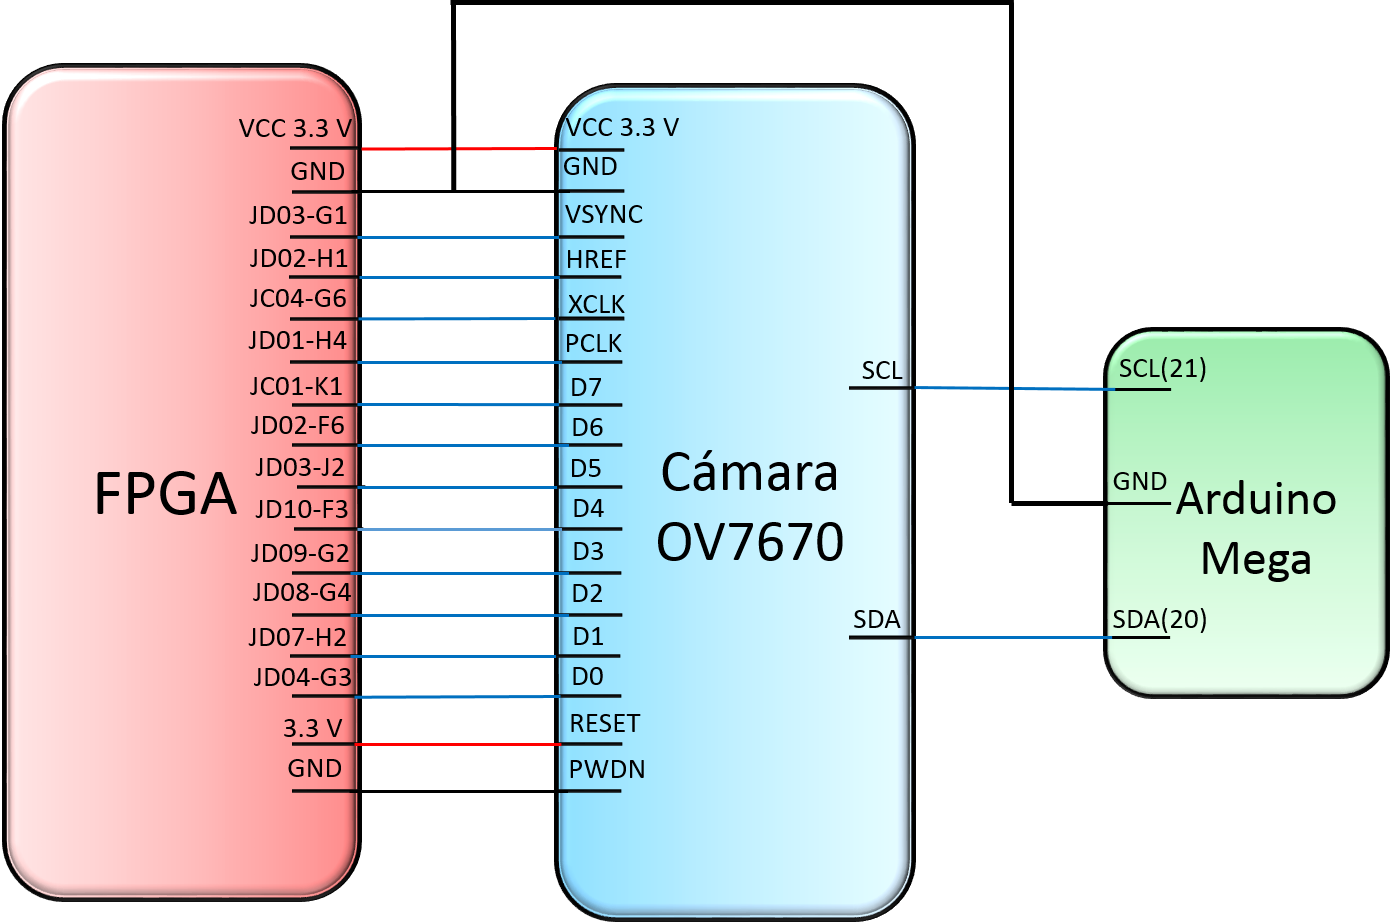 VCC 3.3 V
GND
JD03-G1
JD02-H1
JC04-G6
JD01-H4
JC01-K1
JD02-F6
JD03-J2
JD10-F3
JD09-G2
JD08-G4
JD07-H2
JD04-G3
3.3 V
GND
FPGA
VCC 3.3 V
GND
VSYNC
HREF
XCLK
PCLK
D7
D6
D5
D4
D3
D2
D1
D0
RESET
PWDN
Cámara
OV7670
SCL
SDA
SCL(21)
GND
Arduino
Mega
SDA(20)